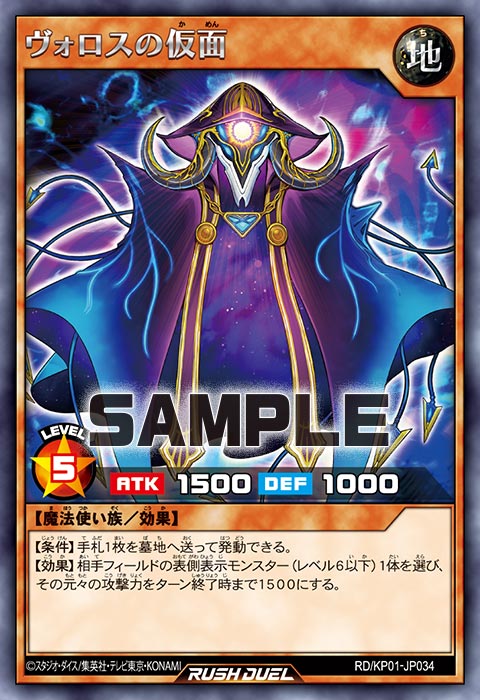 ヴォロスの仮面
地
SAMPLE
LEVEL 5
ATK 1500 DEF 1000
【魔法使い族／効果】
【条件】手札1枚を墓地へ送って発動できる。
【効果】相手フィールドの表側表示モンスター(レベル6以下)1体を選び、
その元々の攻撃力をターン終了時まで1500にする。
©スタジオ・ダイス/集英社・テレビ東京・KONAMI
RUSH DUEL
RD/KP01-JP034